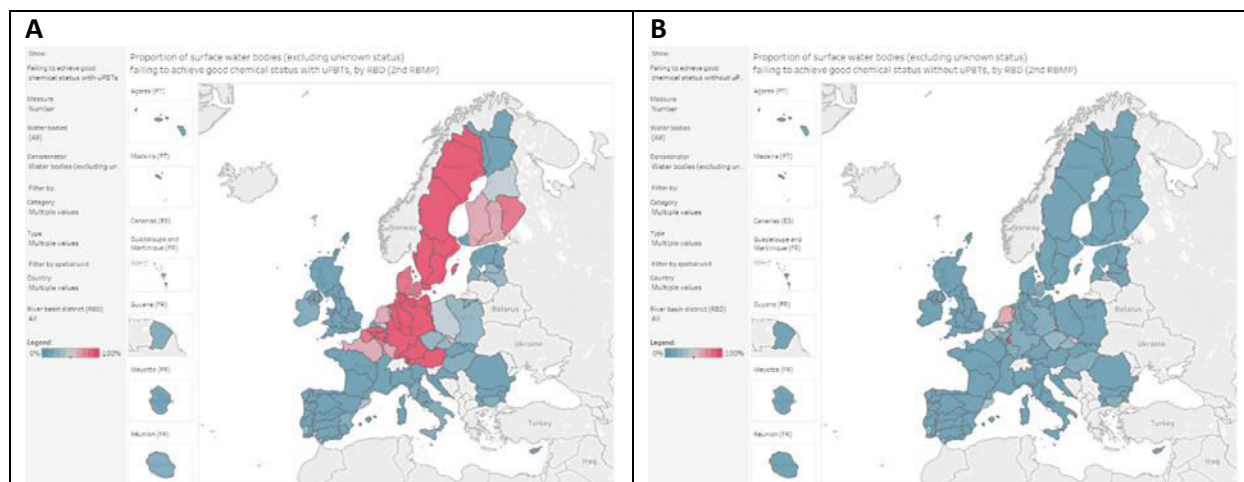 A
Show:
Failing to achieve good
chemical status with uPBTs
Measure
Number
Water bodies
(All)
Denominator
Water bodies (excluding un...
Filter by:
Category
Multiple values
Type
Multiple values
Filter by spatial unit
Country
Multiple values
River basin district (RBD)
All
Legend:
0% 100%
Proportion of surface water bodies (excluding unknown status)
failing to achieve good chemical status with uPBTs, by RBD (2nd RBMP)
Açores (PT)
Madeira (PT)
Canarias (ES)
Guadeloupe and
Martinique (FR)
Guyane (FR)
Mayotte (FR)
Réunion (FR)
Norway
Belarus
Ukraine
Turkey
Iraq
B
Show:
Failing to achieve good
chemical status without uP...
Measure
Number
Water bodies
(All)
Denominator
Water bodies (excluding un...
Filter by:
Category
Multiple values
Type
Multiple values
Filter by spatial unit
Country
Multiple values
River basin district (RBD)
All
Legend:
0% 100%
Proportion of surface water bodies (excluding unknown status)
failing to achieve good chemical status without uPBTs, by RBD (2nd RBMP)
Açores (PT)
Madeira (PT)
Canarias (ES)
Guadeloupe and
Martinique (FR)
Guyane (FR)
Mayotte (FR)
Réunion (FR)
Norway
Belarus
Ukraine
Turkey
Iraq